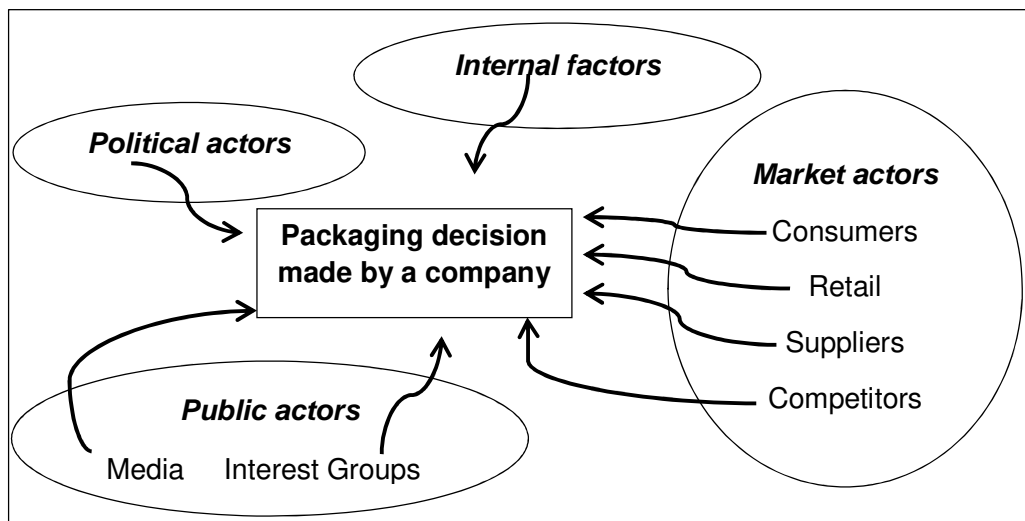 Internal factors
Political actors
Market actors
Packaging decision
made by a company
Consumers
Retail
Suppliers
Competitors
Public actors
Media
Interest Groups